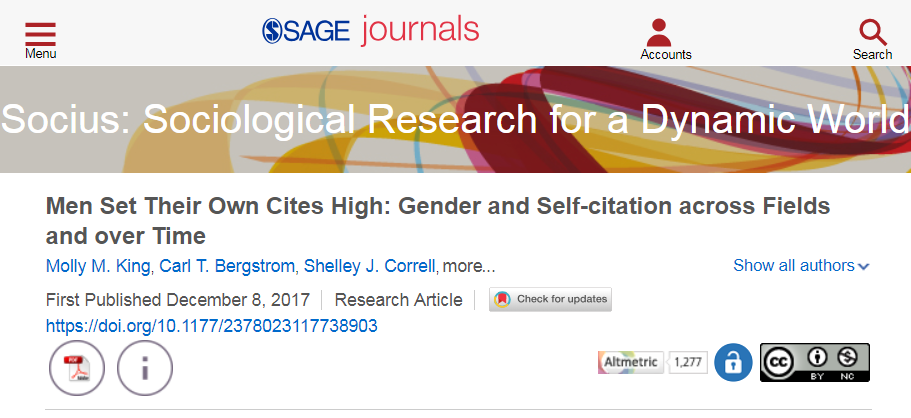 SSAGE journals
Menu
Accounts
Search
Socius: Sociological Research for a Dynamic World
Men Set Their Own Cites High: Gender and Self-citation across Fields
and over Time
Molly M. King, Carl T. Bergstrom, Shelley J. Correll, more...
Show all authors
First Published December 8, 2017
Research Article
Check for updates
https://doi.org/10.1177/2378023117738903
PDF
i
Altmetric
1,277
CC
BY NC